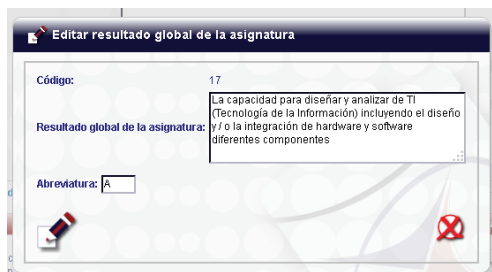 Editar resultado global de la asignatura
Código: 17
Resultado global de la asignatura:
La capacidad para diseñar y analizar de TI
(Tecnología de la Información) incluyendo el diseño
y / o la integración de hardware y software
diferentes componentes
Abreviatura: A